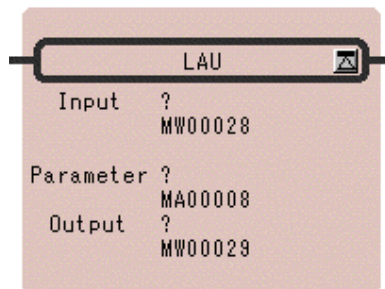 LAU
Input ?
MW00028
Parameter ?
MA00008
Output ?
MW00029